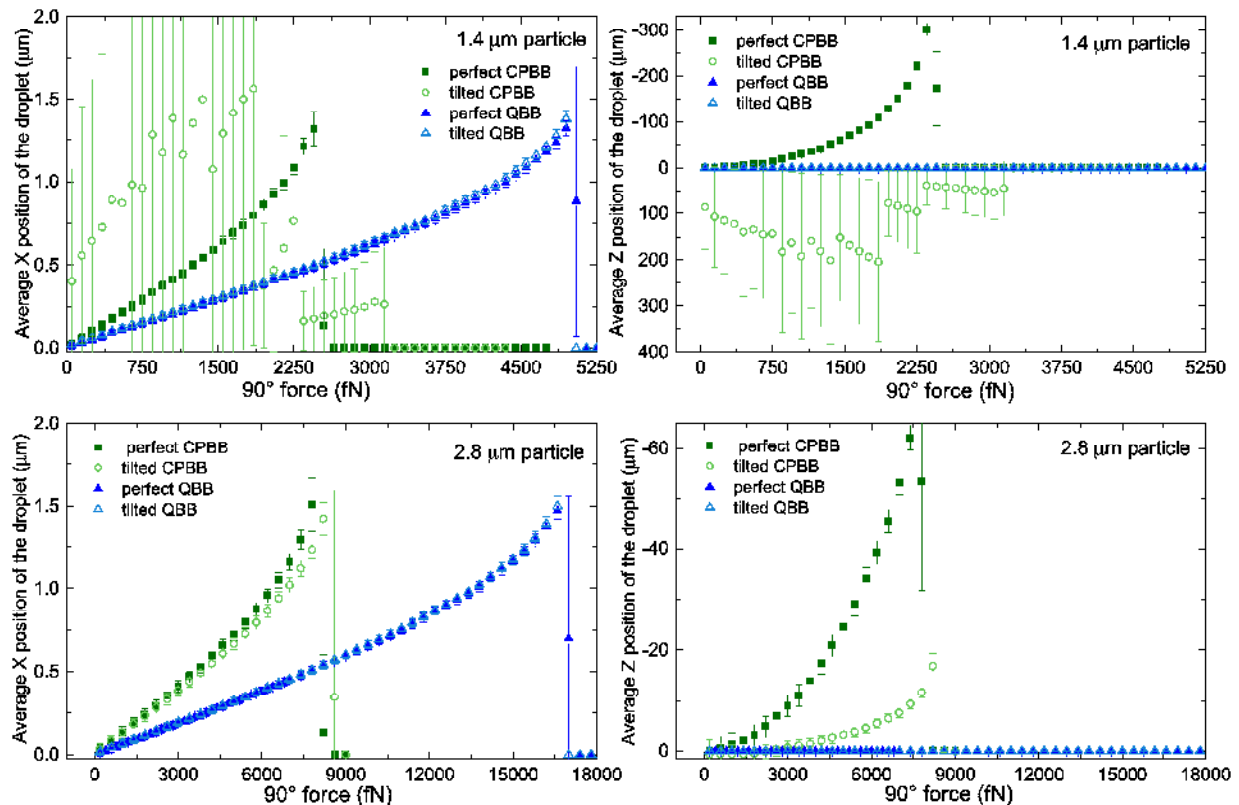 2.0
1.5
1.0
0.5
0.0
Average X position of the droplet (µm)
1.4 µm particle
perfect CPBB
tilted CPBB
perfect QBB
tilted QBB
0 750 1500 2250 3000 3750 4500 5250
90° force (fN)
-300
-200
-100
0
100
200
300
400
Average Z position of the droplet (µm)
perfect CPBB
tilted CPBB
perfect QBB
tilted QBB
1.4 µm particle
0 750 1500 2250 3000 3750 4500 5250
90° force (fN)
2.0
1.5
1.0
0.5
0.0
Average X position of the droplet (µm)
perfect CPBB
tilted CPBB
perfect QBB
tilted QBB
2.8 µm particle
0 3000 6000 9000 12000 15000 18000
90° force (fN)
-60
-40
-20
0
Average Z position of the droplet (µm)
perfect CPBB
tilted CPBB
perfect QBB
tilted QBB
2.8 µm particle
0 3000 6000 9000 12000 15000 18000
90° force (fN)